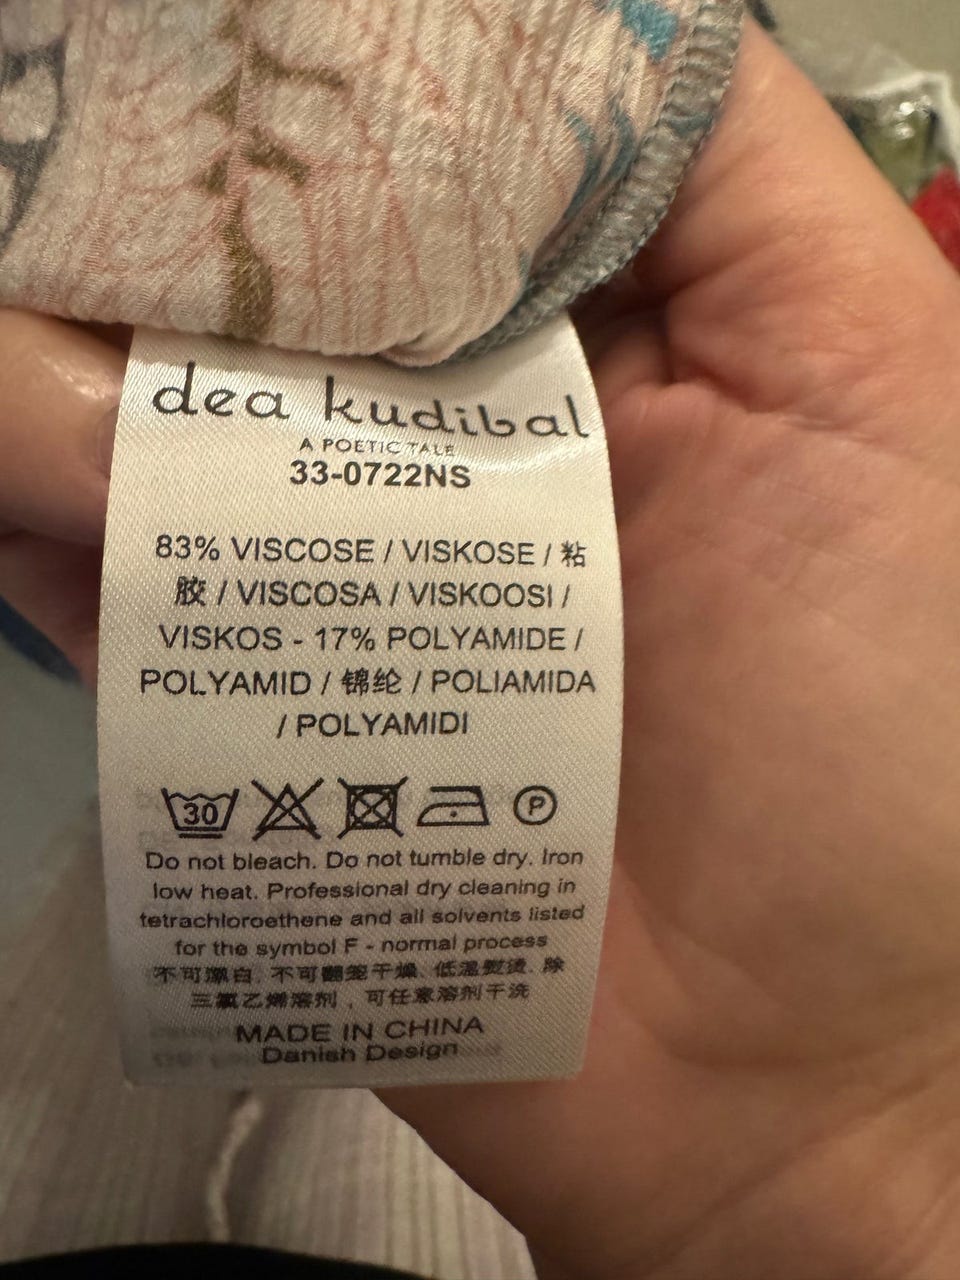 dea kudibal
A POETIC TALE
33-0722NS
83% VISCOSE / VISKOSE / 粘
胶 / VISCOSA / VISKOOSI /
VISKOS - 17% POLYAMIDE /
POLYAMID / 锦纶 / POLIAMIDA
/ POLYAMIDI
30 P
Do not bleach. Do not tumble dry. Iron
low heat. Professional dry cleaning in
tetrachloroethene and all solvents listed
for the symbol F - normal process
不可漂白. 不可翻笼干燥. 低温熨烫. 除
三氯乙烯溶剂，可任意溶剂干洗
MADE IN CHINA
Danish Design